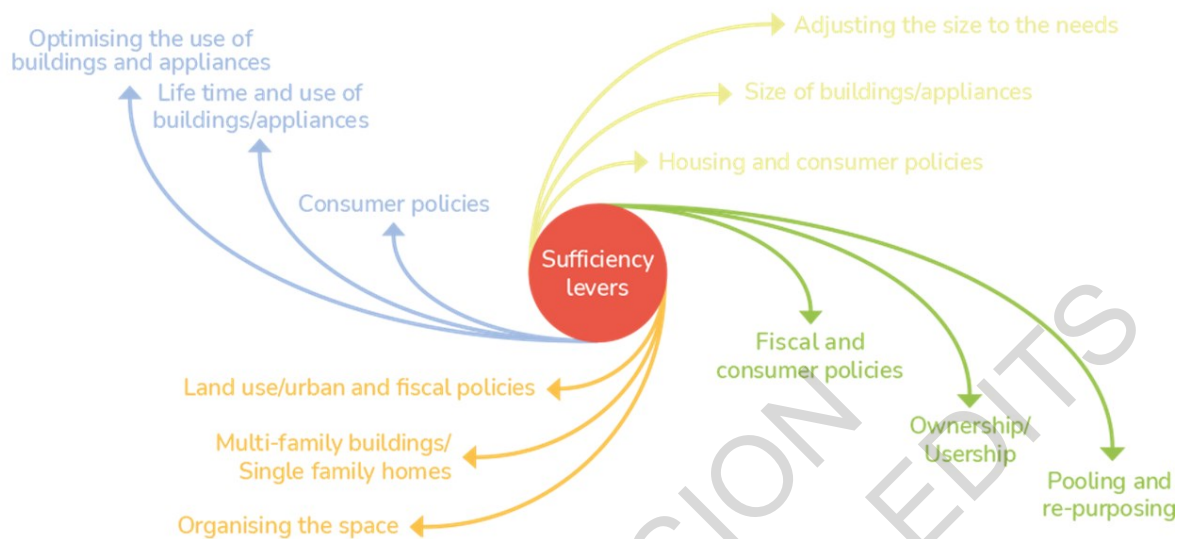 Optimising the use of
buildings and appliances
Life time and use of
buildings/appliances
Consumer policies
Adjusting the size to the needs
Size of buildings/appliances
Housing and consumer policies
Sufficiency
levers
Fiscal and
consumer policies
Ownership/
Usership
Pooling and
re-purposing
Land use/urban and fiscal policies
Multi-family buildings/
Single family homes
Organising the space
SION
EDITS